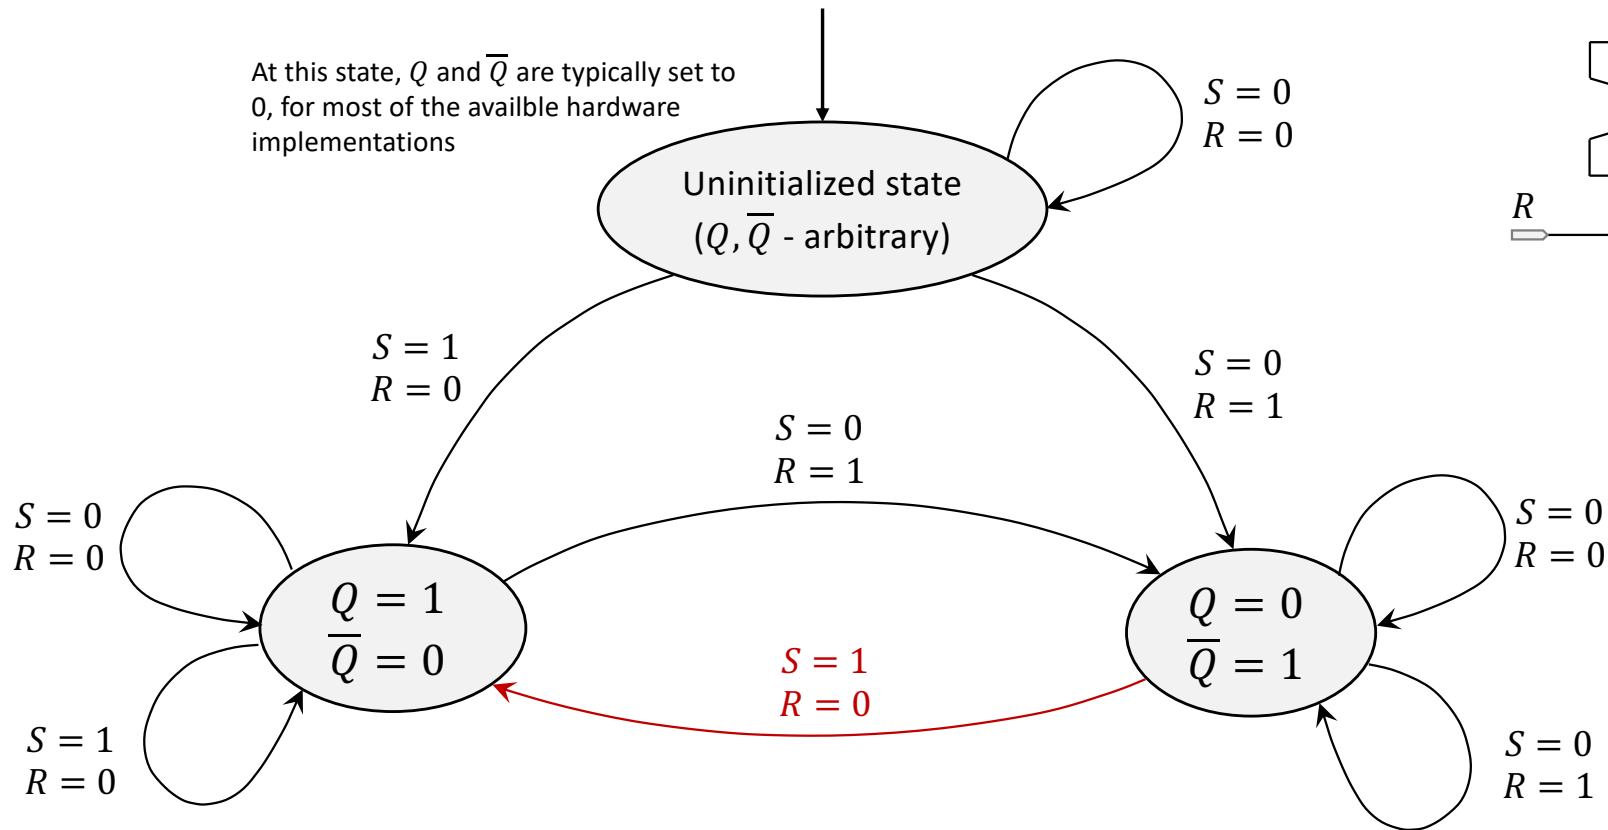 At this state, Q and Q̅ are typically set to
0, for most of the availble hardware
implementations
S = 0
R = 0
Uninitialized state
(Q, Q̅ - arbitrary)
R
S = 1
R = 0
S = 0
R = 1
S = 0
R = 1
S = 0
R = 0
Q = 1
Q̅ = 0
S = 1
R = 0
S = 1
R = 0
Q = 0
Q̅ = 1
S = 0
R = 0
S = 0
R = 1